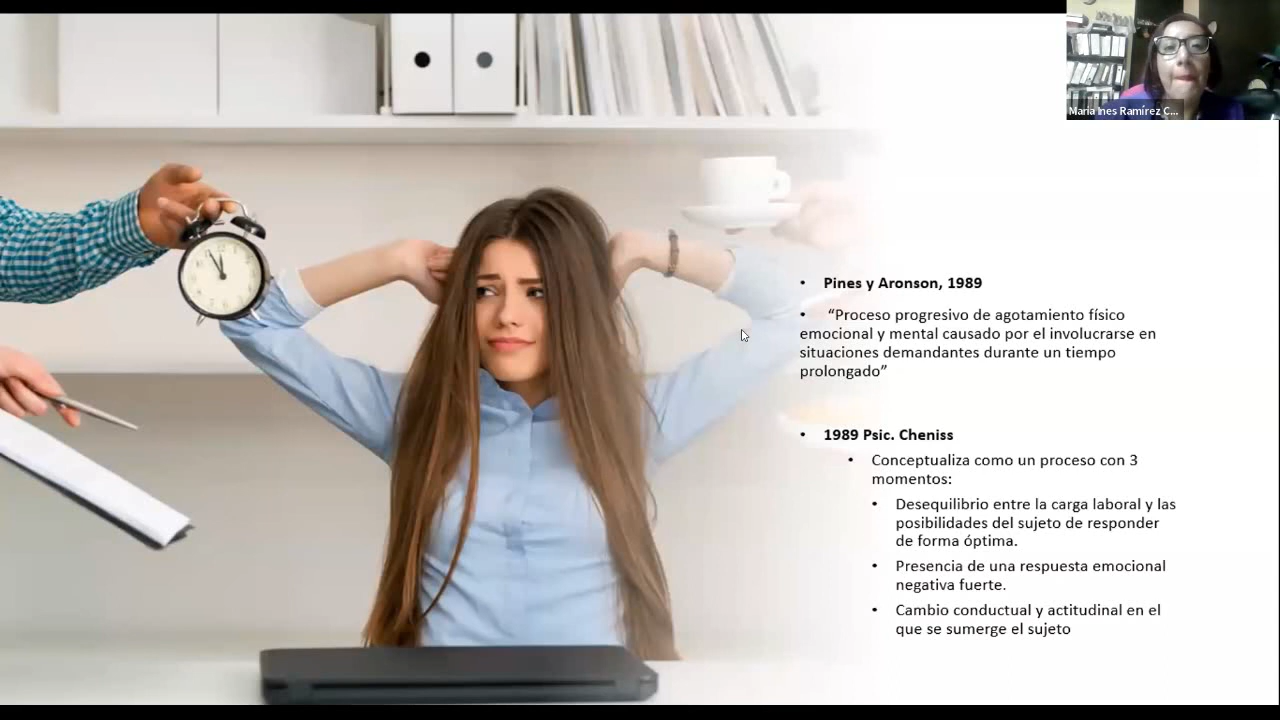 Maria Ines Ramírez C...
• Pines y Aronson, 1989
• “Proceso progresivo de agotamiento físico
emocional y mental causado por el involucrarse en
situaciones demandantes durante un tiempo
prolongado”
• 1989 Psic. Cheniss
• Conceptualiza como un proceso con 3
momentos:
• Desequilibrio entre la carga laboral y las
posibilidades del sujeto de responder
de forma óptima.
• Presencia de una respuesta emocional
negativa fuerte.
• Cambio conductual y actitudinal en el
que se sumerge el sujeto